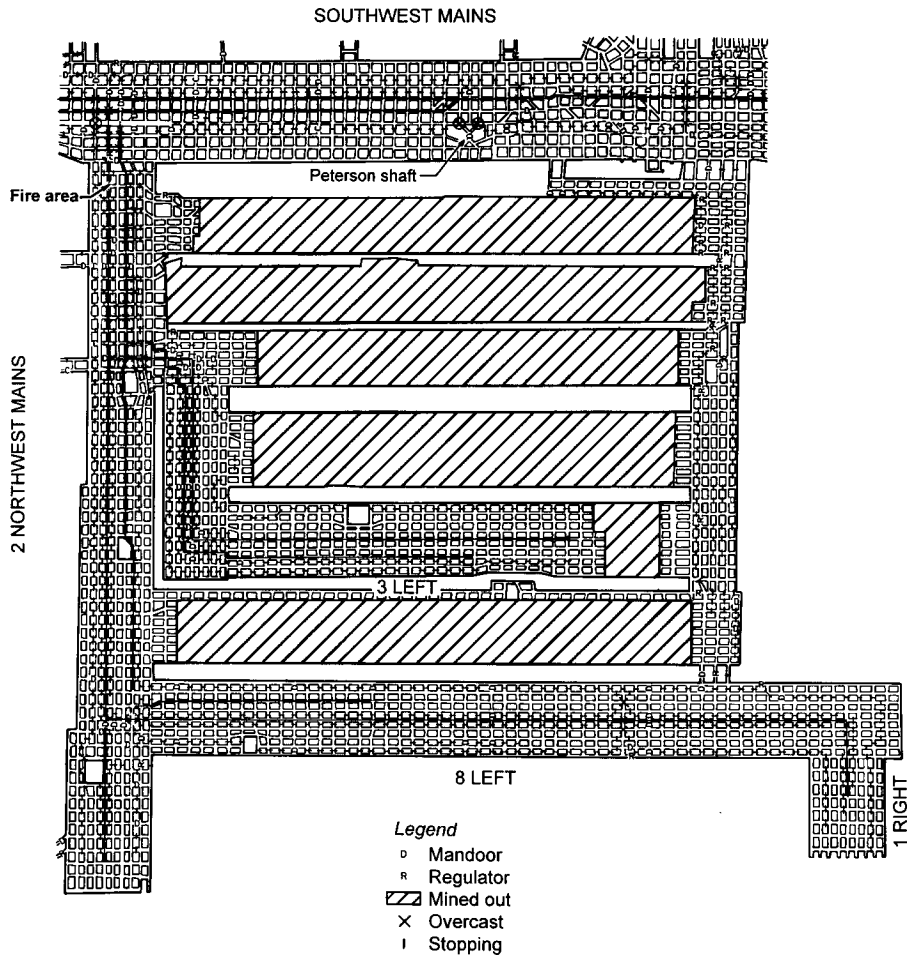 SOUTHWEST MAINS
Peterson shaft
Fire area
2 NORTHWEST MAINS
3 LEFT
8 LEFT
1 RIGHT
Legend
D Mandoor
R Regulator
Mined out
Overcast
Stopping